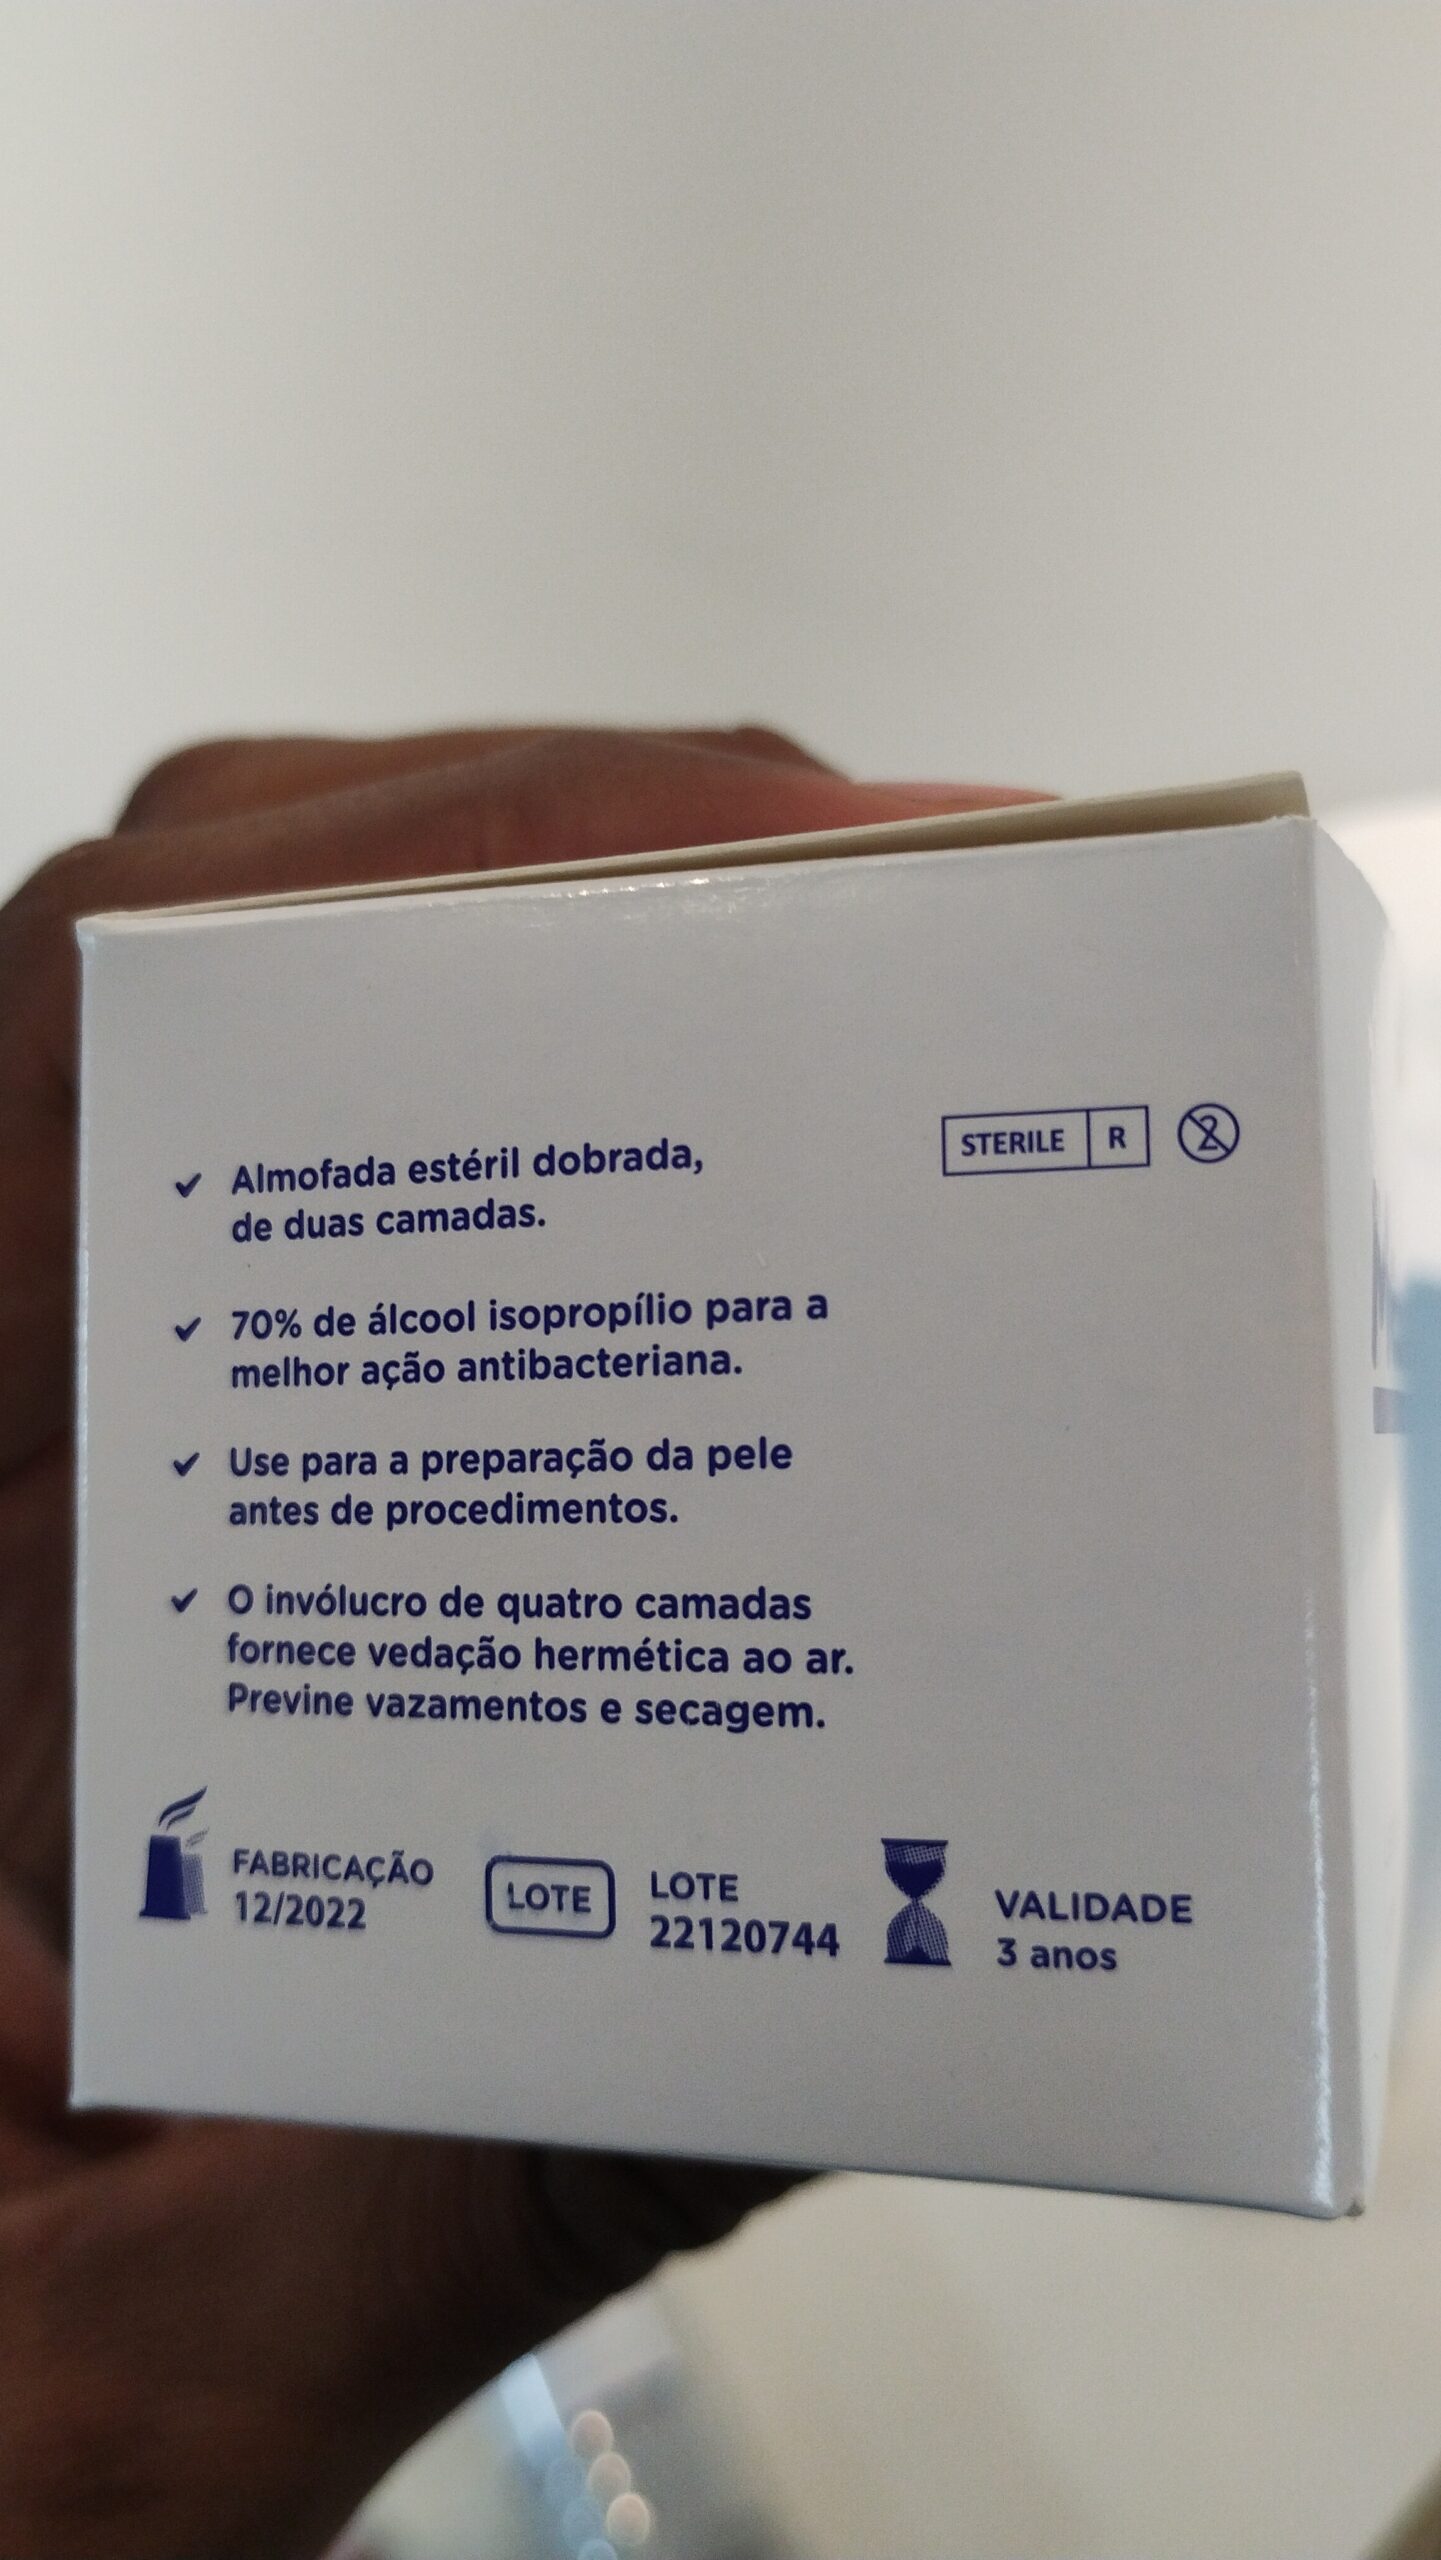 Almofada estéril dobrada,
de duas camadas.
STERILE R
2
70% de álcool isopropílio para a
melhor ação antibacteriana.
Use para a preparação da pele
antes de procedimentos.
O invólucro de quatro camadas
fornece vedação hermética ao ar.
Previne vazamentos e secagem.
FABRICAÇÃO
12/2022
LOTE
LOTE
22120744
VALIDADE
3 anos